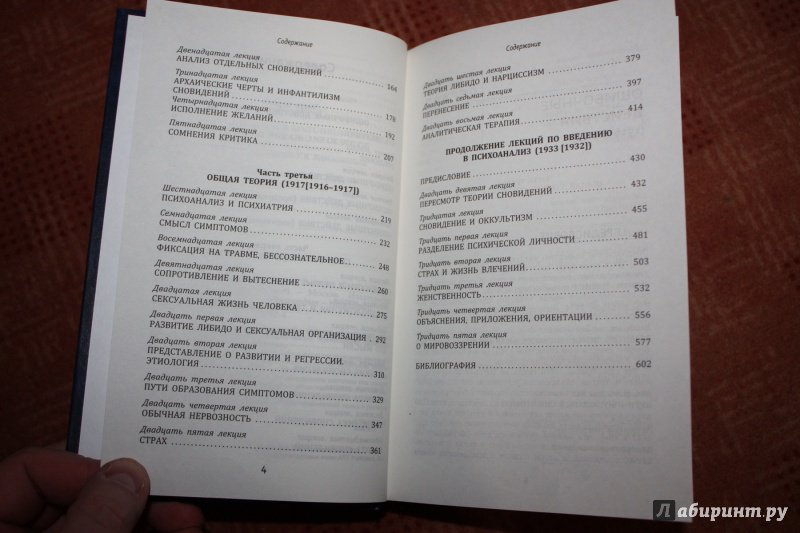 Содержание
Двенадцатая лекция
АНАЛИЗ ОТДЕЛЬНЫХ СНОВИДЕНИЙ 164
Тринадцатая лекция
АРХАИЧЕСКИЕ ЧЕРТЫ И ИНФАНТИЛИЗМ
СНОВИДЕНИЙ 178
Четырнадцатая лекция
ИСПОЛНЕНИЕ ЖЕЛАНИЙ 192
Пятнадцатая лекция
СОМНЕНИЯ КРИТИКА 207
Часть третья
ОБЩАЯ ТЕОРИЯ (1917[1916–1917])
Шестнадцатая лекция
ПСИХОАНАЛИЗ И ПСИХИАТРИЯ 219
Семнадцатая лекция
СМЫСЛ СИМПТОМОВ 232
Восемнадцатая лекция
ФИКСАЦИЯ НА ТРАВМЕ, БЕССОЗНАТЕЛЬНОЕ 248
Девятнадцатая лекция
СОПРОТИВЛЕНИЕ И ВЫТЕСНЕНИЕ 260
Двадцатая лекция
СЕКСУАЛЬНАЯ ЖИЗНЬ ЧЕЛОВЕКА 275
Двадцать первая лекция
РАЗВИТИЕ ЛИБИДО И СЕКСУАЛЬНАЯ ОРГАНИЗАЦИЯ 292
Двадцать вторая лекция
ПРЕДСТАВЛЕНИЕ О РАЗВИТИИ И РЕГРЕССИИ.
ЭТИОЛОГИЯ 310
Двадцать третья лекция
ПУТИ ОБРАЗОВАНИЯ СИМПТОМОВ 329
Двадцать четвертая лекция
ОБЫЧНАЯ НЕРВОЗНОСТЬ 347
Двадцать пятая лекция
СТРАХ 361
4
Содержание
Двадцать шестая лекция
ТЕОРИЯ ЛИБИДО И НАРЦИССИЗМ 379
Двадцать седьмая лекция
ПЕРЕНЕСЕНИЕ 397
Двадцать восьмая лекция
АНАЛИТИЧЕСКАЯ ТЕРАПИЯ 414
ПРОДОЛЖЕНИЕ ЛЕКЦИЙ ПО ВВЕДЕНИЮ
В ПСИХОАНАЛИЗ (1933 [1932])
ПРЕДИСЛОВИЕ 430
Двадцать девятая лекция
ПЕРЕСМОТР ТЕОРИИ СНОВИДЕНИЙ 432
Тридцатая лекция
СНОВИДЕНИЕ И ОККУЛЬТИЗМ 455
Тридцать первая лекция
РАЗДЕЛЕНИЕ ПСИХИЧЕСКОЙ ЛИЧНОСТИ 481
Тридцать вторая лекция
СТРАХ И ЖИЗНЬ ВЛЕЧЕНИЙ 503
Тридцать третья лекция
ЖЕНСТВЕННОСТЬ 532
Тридцать четвертая лекция
ОБЪЯСНЕНИЯ, ПРИЛОЖЕНИЯ, ОРИЕНТАЦИИ 556
Тридцать пятая лекция
О МИРОВОЗЗРЕНИИ 577
БИБЛИОГРАФИЯ 602
Лабиринт.ру